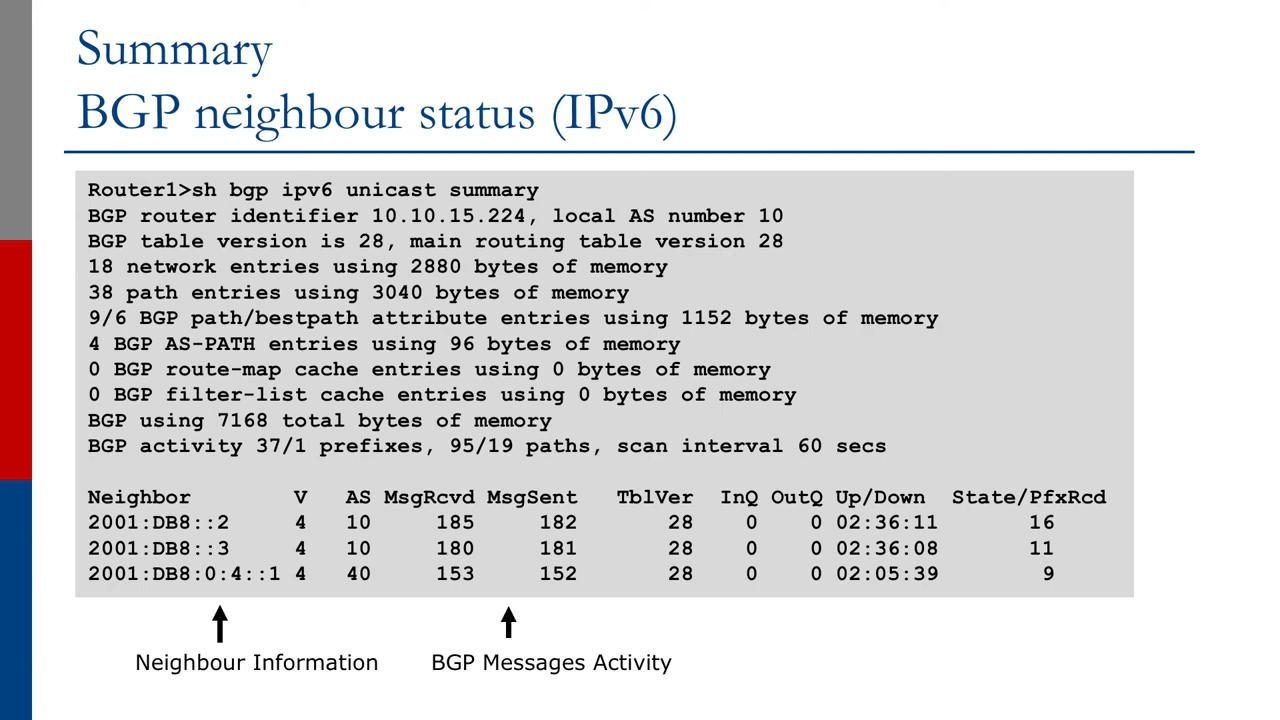 Summary
BGP neighbour status (IPv6)
Router1>sh bgp ipv6 unicast summary
BGP router identifier 10.10.15.224, local AS number 10
BGP table version is 28, main routing table version 28
18 network entries using 2880 bytes of memory
38 path entries using 3040 bytes of memory
9/6 BGP path/bestpath attribute entries using 1152 bytes of memory
4 BGP AS-PATH entries using 96 bytes of memory
0 BGP route-map cache entries using 0 bytes of memory
0 BGP filter-list cache entries using 0 bytes of memory
BGP using 7168 total bytes of memory
BGP activity 37/1 prefixes, 95/19 paths, scan interval 60 secs
Neighbor V AS MsgRcvd MsgSent TblVer InQ OutQ Up/Down State/PfxRcd
2001:DB8::2 4 10 185 182 28 0 0 02:36:11 16
2001:DB8::3 4 10 180 181 28 0 0 02:36:08 11
2001:DB8:0:4::1 4 40 153 152 28 0 0 02:05:39 9
Neighbour Information BGP Messages Activity